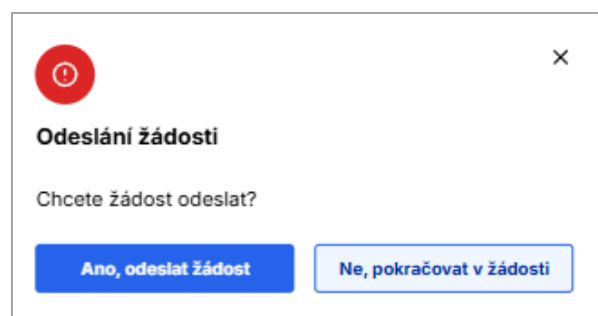 Odeslání žádosti
Chcete žádost odeslat?
Ano, odeslat žádost
Ne, pokračovat v žádosti